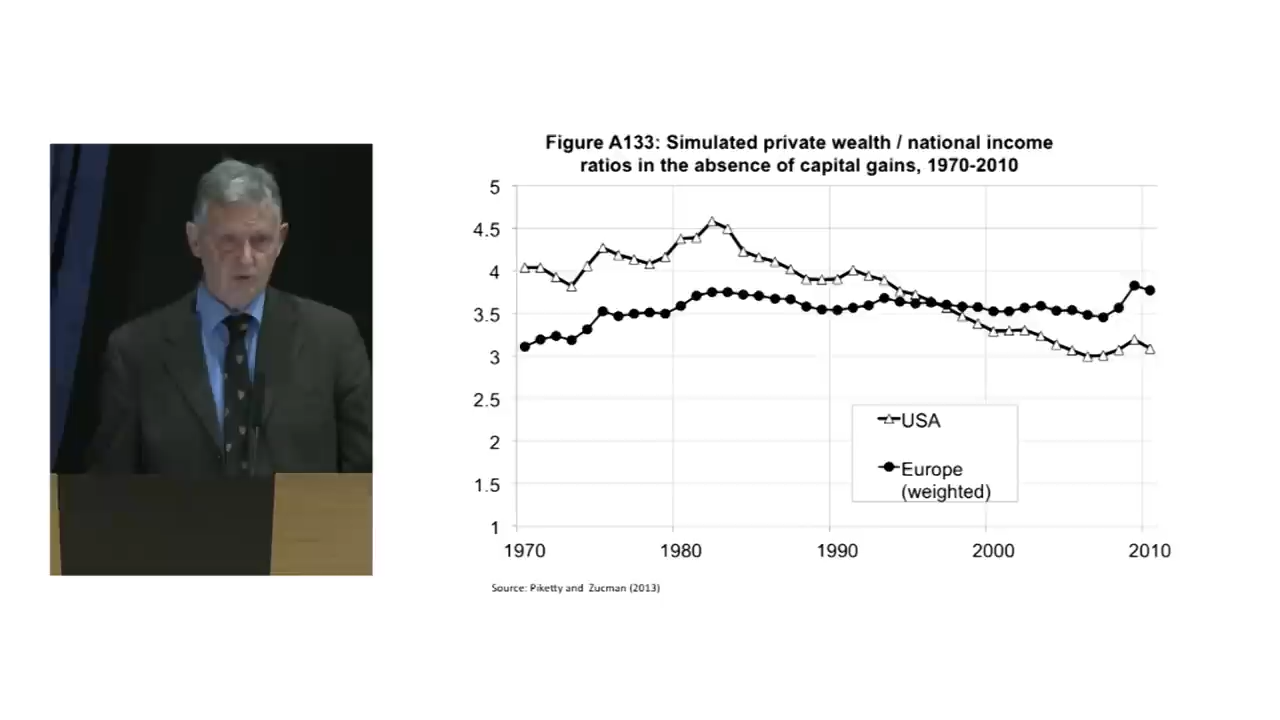 Figure A133: Simulated private wealth / national income
ratios in the absence of capital gains, 1970-2010
5
4.5
4
3.5
3
2.5
2
1.5
1
USA
Europe
(weighted)
1970 1980 1990 2000 2010
Source: Piketty and Zucman (2013)